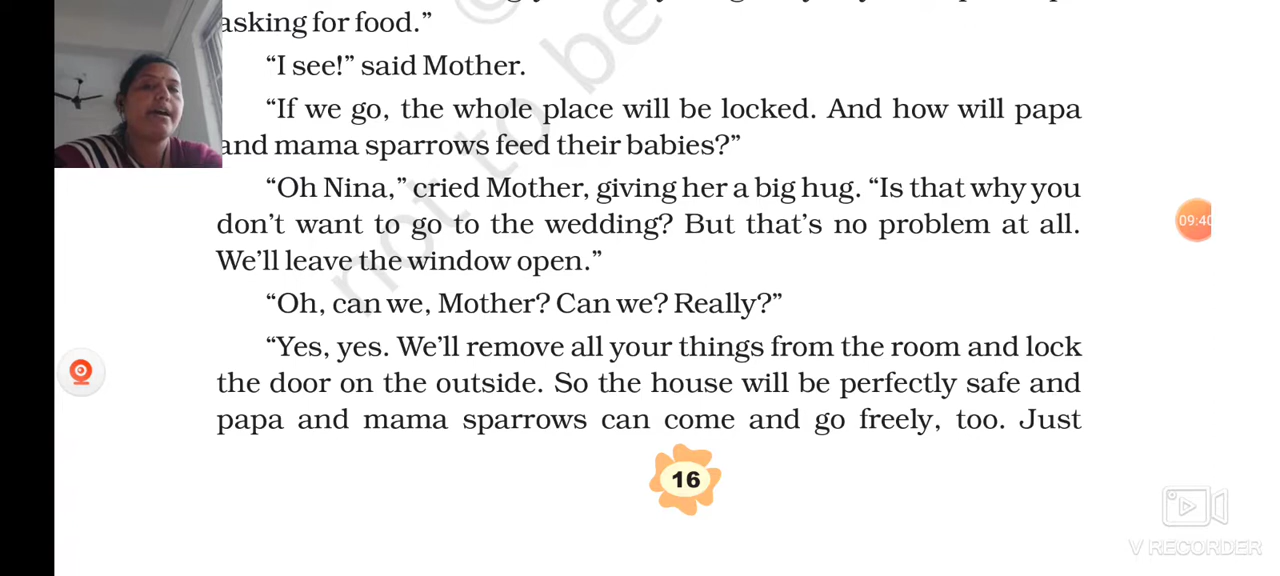 asking for food.”
“I see!” said Mother.
“If we go, the whole place will be locked. And how will papa
and mama sparrows feed their babies?”
“Oh Nina,” cried Mother, giving her a big hug. “Is that why you
don’t want to go to the wedding? But that’s no problem at all.
We’ll leave the window open.”
“Oh, can we, Mother? Can we? Really?”
“Yes, yes. We’ll remove all your things from the room and lock
the door on the outside. So the house will be perfectly safe and
papa and mama sparrows can come and go freely, too. Just
16
not to be
09:40
V RECORDER